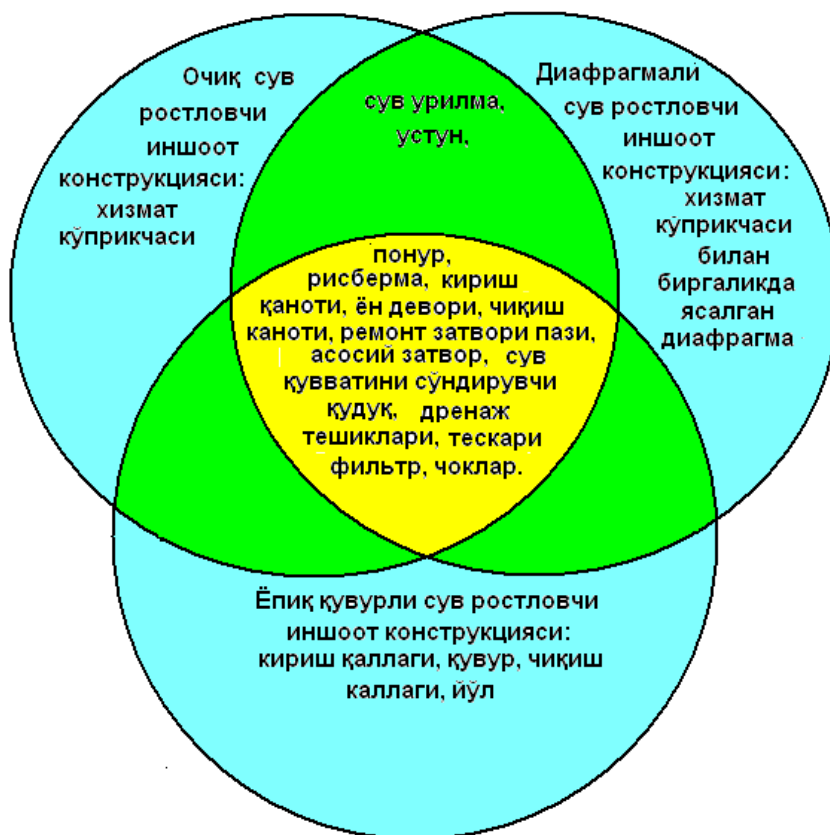 Очиқ сув
ростловчи
иншоот
конструкцияси:
хизмат
кўприкчаси
сув урилма,
устун,
Диафрагмали
сув ростловчи
иншоот
конструкцияси:
хизмат
кўприкчаси
билан
биргаликда
ясалган
диафрагма
понур,
рисберма, кириш
қаноти, ён девори, чиқиш
каноти, ремонт затвори пази,
асосий затвор, сув
қувватини сўндирувчи
қудуқ, дренаж
тешиклари, тескари
фильтр, чоклар.
Ёпиқ қувурли сув ростловчи
иншоот конструкцияси:
кириш қаллаги, қувур, чиқиш
каллаги, йўл